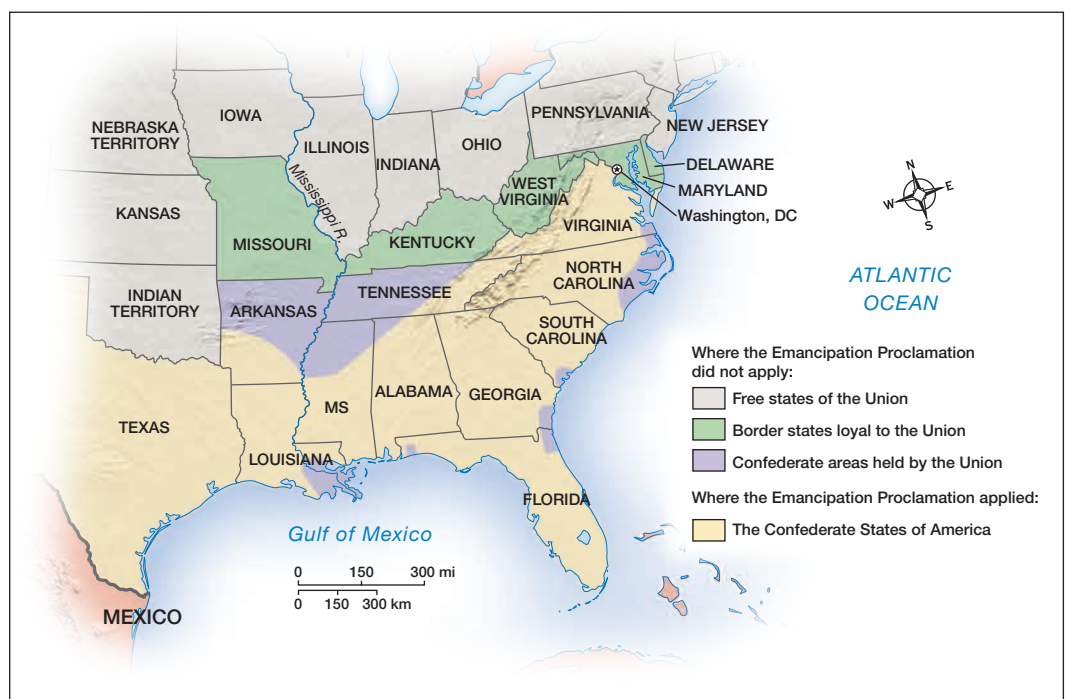 IOWA
NEBRASKA
TERRITORY
ILLINOIS
INDIANA
OHIO
PENNSYLVANIA
NEW JERSEY
DELAWARE
MARYLAND
Washington, DC
WEST
VIRGINIA
VIRGINIA
KANSAS
MISSOURI
Mississippi R.
KENTUCKY
INDIAN
TERRITORY
ARKANSAS
TENNESSEE
NORTH
CAROLINA
SOUTH
CAROLINA
TEXAS
MS
ALABAMA
GEORGIA
LOUISIANA
FLORIDA
MEXICO
Gulf of Mexico
ATLANTIC
OCEAN
N
E
W
S
0 150 300 mi
0 150 300 km
Where the Emancipation Proclamation
did not apply:
Free states of the Union
Border states loyal to the Union
Confederate areas held by the Union
Where the Emancipation Proclamation applied:
The Confederate States of America